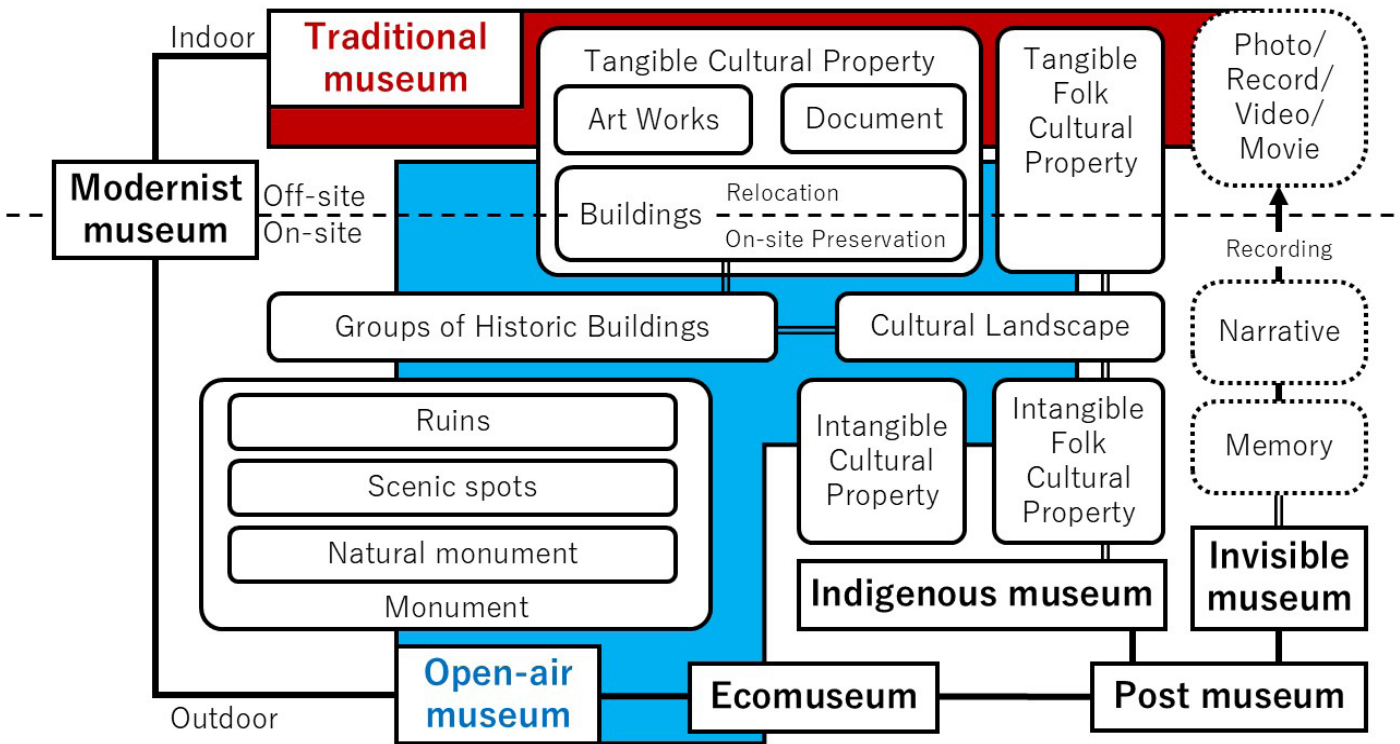 Indoor
Traditional
museum
Tangible Cultural Property
Art Works
Document
Tangible
Folk
Cultural
Property
Photo/
Record/
Video/
Movie
Modernist
museum
Off-site
On-site
Buildings
Relocation
On-site Preservation
Recording
Groups of Historic Buildings
Cultural Landscape
Narrative
Ruins
Scenic spots
Natural monument
Monument
Intangible
Cultural
Property
Intangible
Folk
Cultural
Property
Memory
Indigenous museum
Invisible
museum
Outdoor
Open-air
museum
Ecomuseum
Post museum